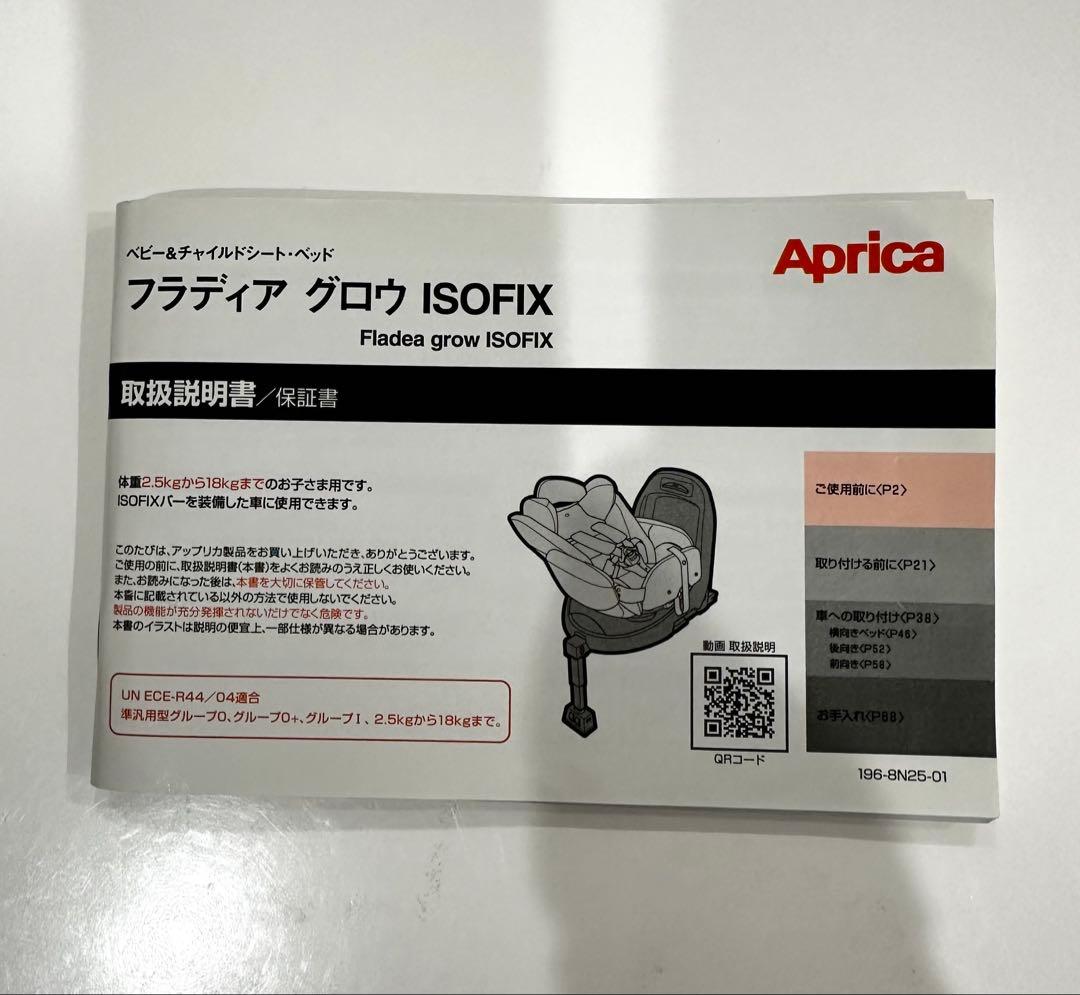 ベビー&チャイルドシート・ベッド
フラディア グロウ ISOFIX
Fladea grow ISOFIX
Aprica
取扱説明書／保証書
体重2.5kgから18kgまでのお子さま用です。
ISOFIXバーを装備した車に使用できます。
このたびは、アップリカ製品をお買い上げいただき、ありがとうございます。
ご使用の前に、取扱説明書(本書)をよくお読みのうえ正しくお使いください。
また、お読みになった後は、本書を大切に保管してください。
本書に記載されている以外の方法で使用しないでください。
製品の機能が充分発揮されないだけでなく危険です。
本書のイラストは説明の便宜上、一部仕様が異なる場合があります。
UN ECE-R44／04適合
準汎用型グループ0、グループ0+、グループⅠ、2.5kgから18kgまで。
動画 取扱説明
QRコード
ご使用前に〈P2〉
取り付ける前に〈P21〉
車への取り付け〈P38〉
横向きベッド〈P46〉
後向き〈P52〉
前向き〈P58〉
お手入れ〈P68〉
196-8N25-01